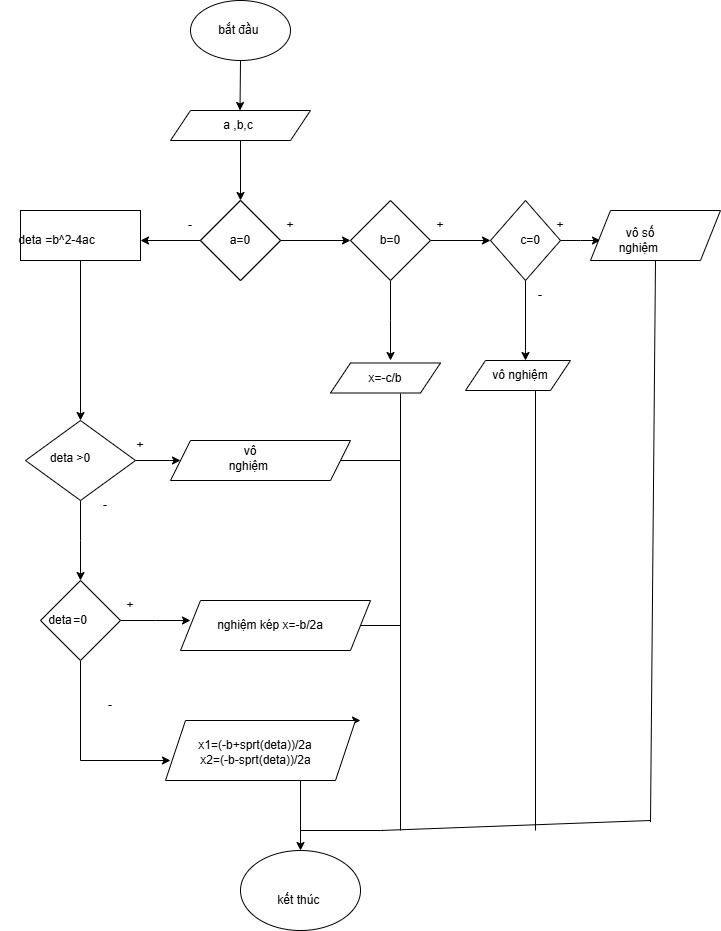 bắt đầu
a ,b,c
deta =b^2-4ac
-
a=0
+
b=0
+
c=0
+
vô số
nghiệm
-
x=-c/b
vô nghiệm
deta >0
+
vô
nghiệm
-
deta =0
+
nghiệm kép x=-b/2a
-
x1=(-b+sprt(deta))/2a
x2=(-b-sprt(deta))/2a
kết thúc